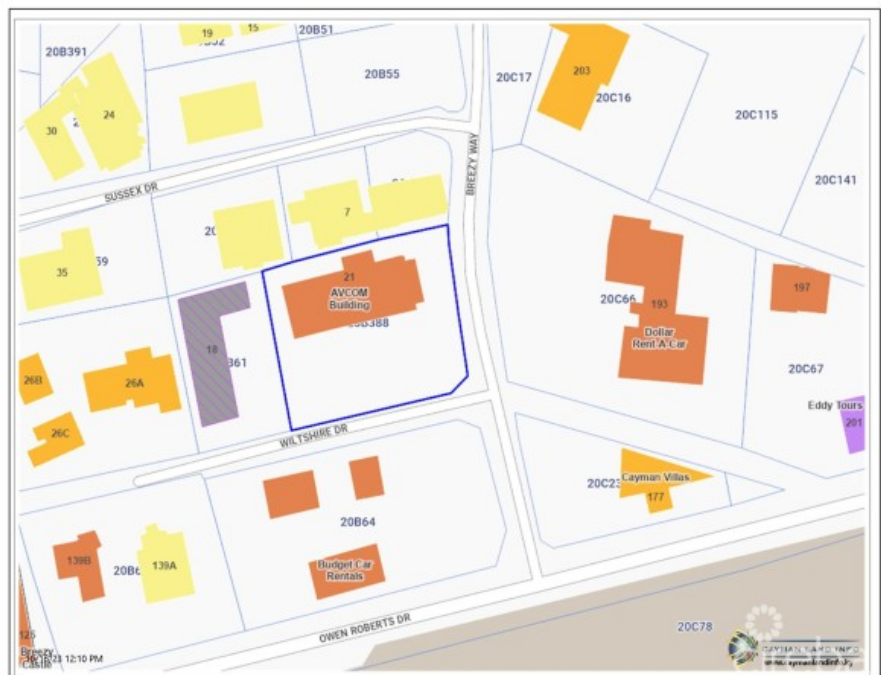 19
15
20B51
20B391
20B55
20C17
203
20C16
20C115
24
30
SUSSEX DR
BREEZY WAY
20C141
7
35
21
AVCOM
Building
20C66
193
197
Dollar
Rent-A-Car
18
26A
26B
20C67
Eddy Tours
201
26C
WILTSHIRE DR
Cayman Villas
177
20B64
139B
139A
Budget Car
Rentals
OWEN ROBERTS DR
20C78
125
Breezy
Castle
12:10 PM
CAYMAN LAND INFO